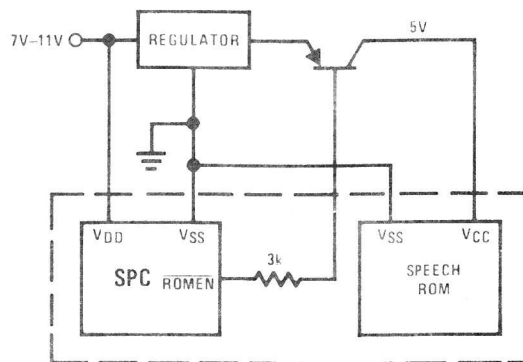 5V
7V–11V
REGULATOR
VDD
VSS
VSS
VCC
SPC
ROMEN
3k
SPEECH
ROM